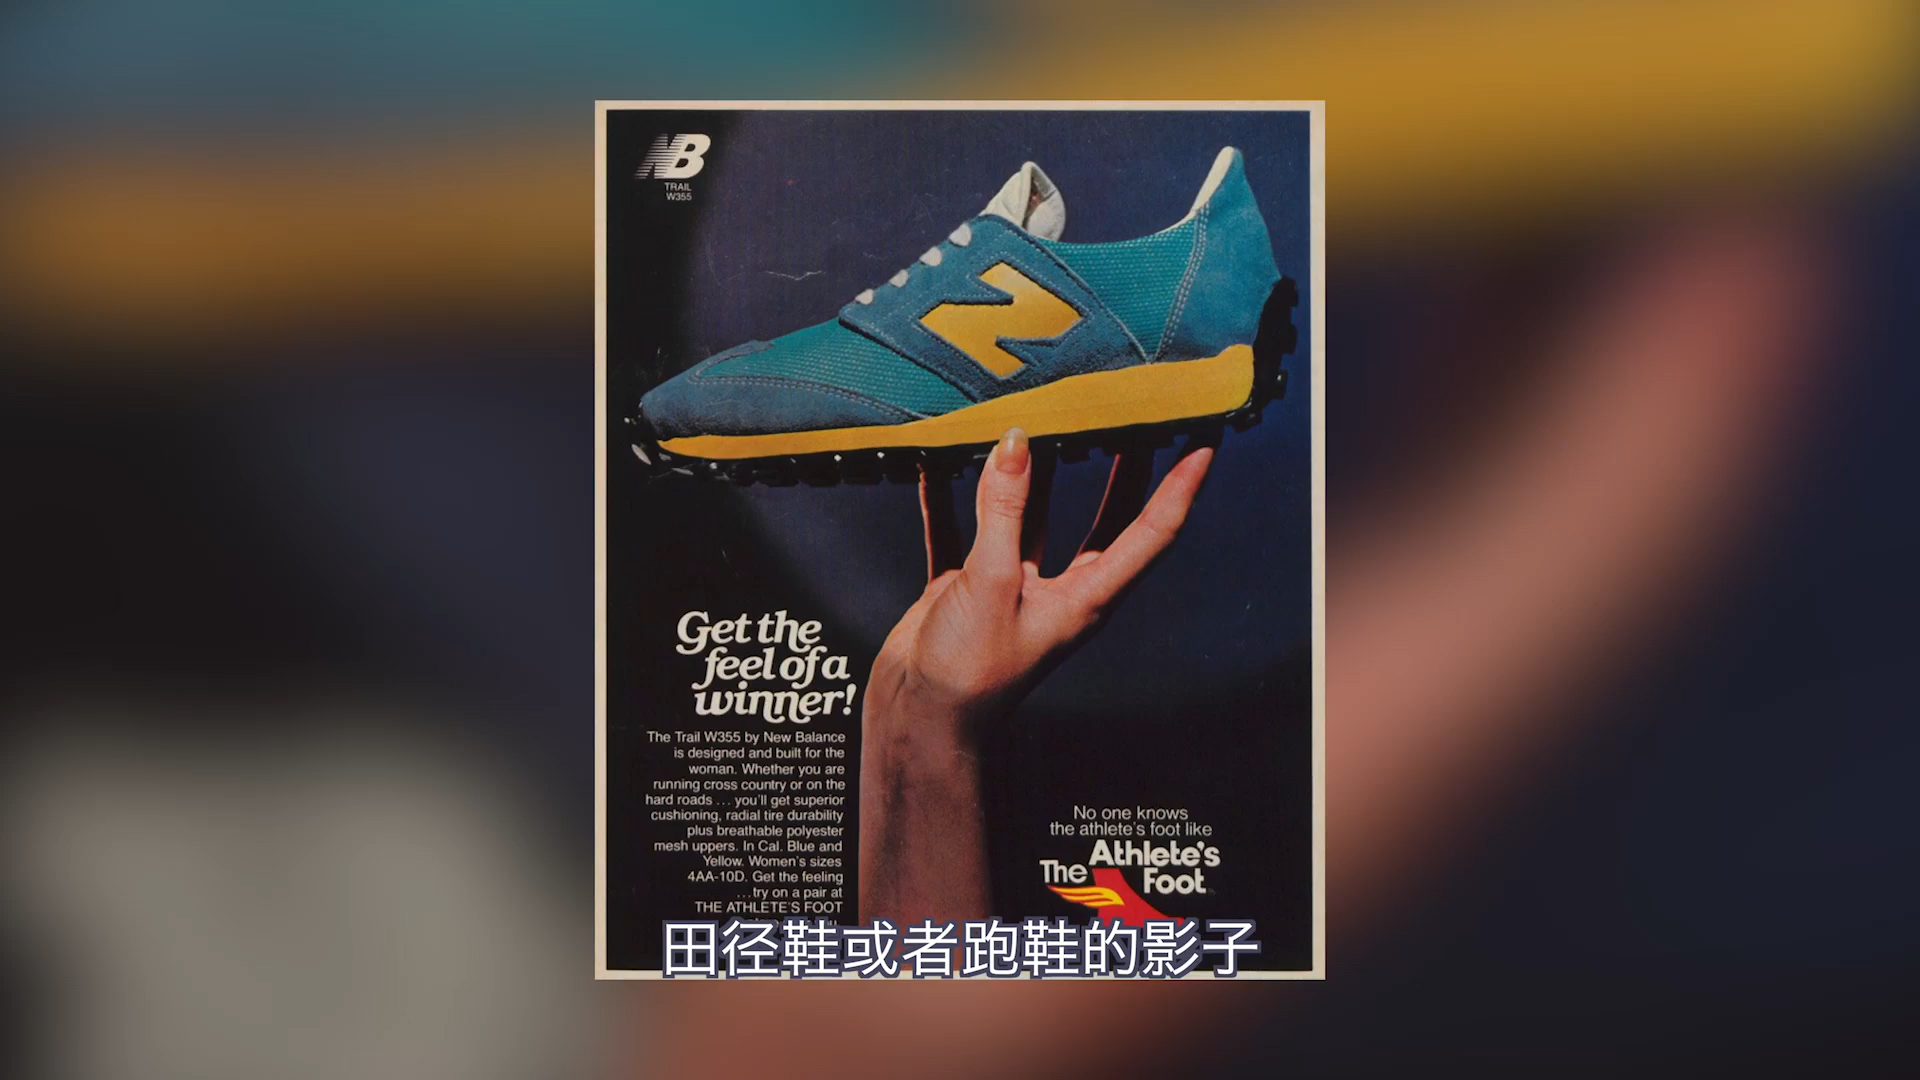 NB
TRAIL
W355
N
Get the
feel of a
winner!
The Trail W355 by New Balance
is designed and built for the
woman. Whether you are
running cross country or on the
hard roads ... you'll get superior
cushioning, radial tire durability
plus breathable polyester
mesh uppers. In Cal. Blue and
Yellow. Women's sizes
4AA-10D. Get the feeling
...try on a pair at
THE ATHLETE'S FOOT
No one knows
the athlete's foot like
The Athlete's
Foot
田径鞋或者跑鞋的影子